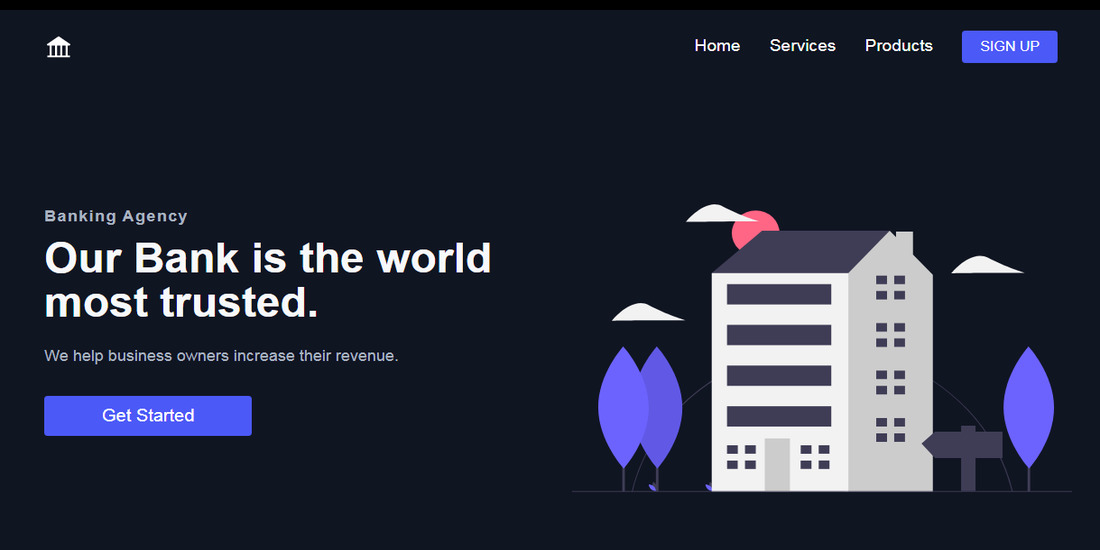 Home Services Products SIGN UP
Banking Agency
Our Bank is the world
most trusted.
We help business owners increase their revenue.
Get Started